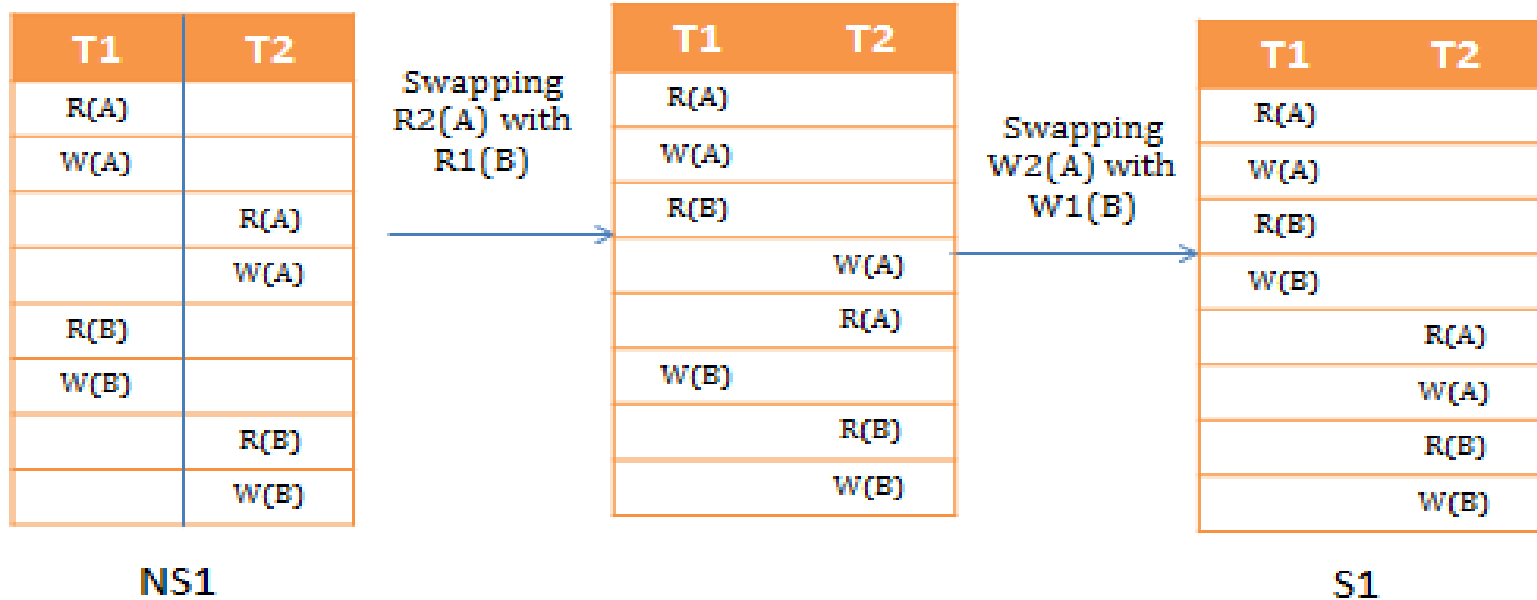 T1 T2
R(A)
W(A)
R(A)
W(A)
R(B)
W(B)
R(B)
W(B)
NS1
Swapping
R2(A) with
R1(B)
T1 T2
R(A)
W(A)
R(B)
W(A)
R(A)
W(B)
R(B)
W(B)
Swapping
W2(A) with
W1(B)
T1 T2
R(A)
W(A)
R(B)
W(B)
R(A)
W(A)
R(B)
W(B)
S1